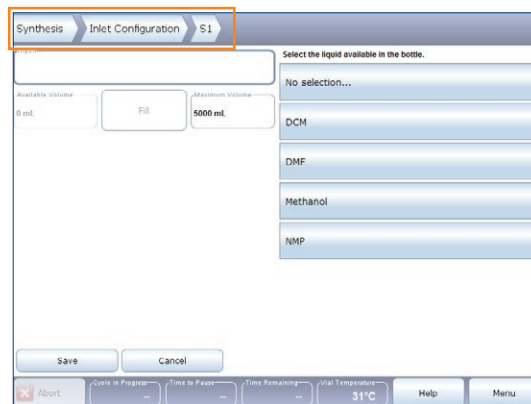 Synthesis Inlet Configuration S1
Select the liquid available in the bottle.
No selection...
Available Volume Maximum Volume
0 mL Fill 5000 mL
DCM
DMF
Methanol
NMP
Save Cancel
Abort Cycle in Progress Time to Pause Time Remaining Vial Temperature Help Menu
-- -- -- 31°C